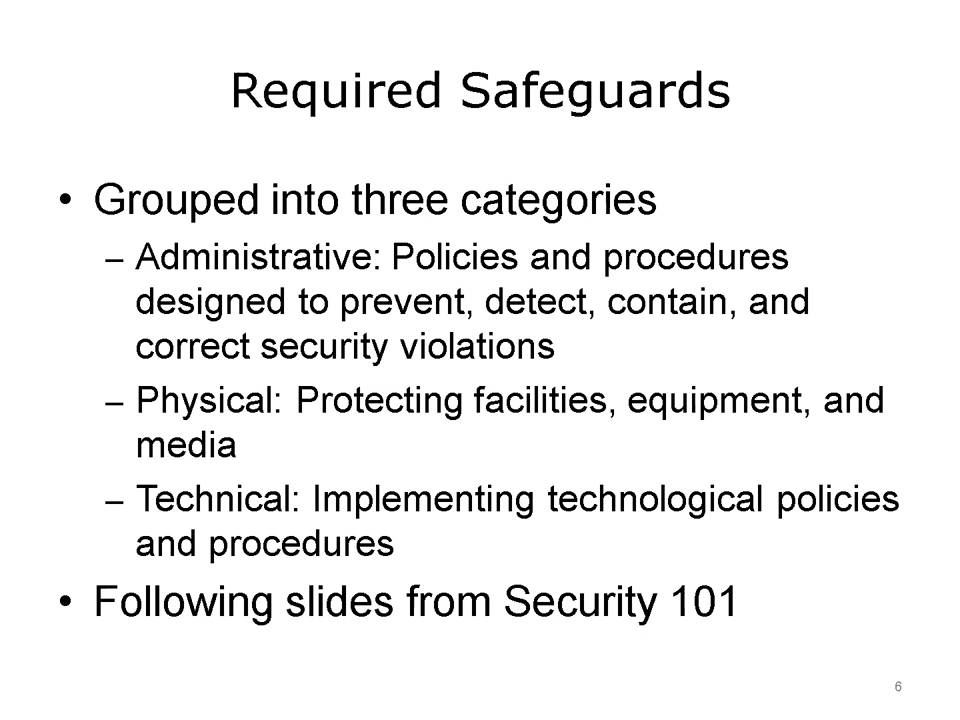 Required Safeguards
• Grouped into three categories
– Administrative: Policies and procedures
designed to prevent, detect, contain, and
correct security violations
– Physical: Protecting facilities, equipment, and
media
– Technical: Implementing technological policies
and procedures
• Following slides from Security 101
6